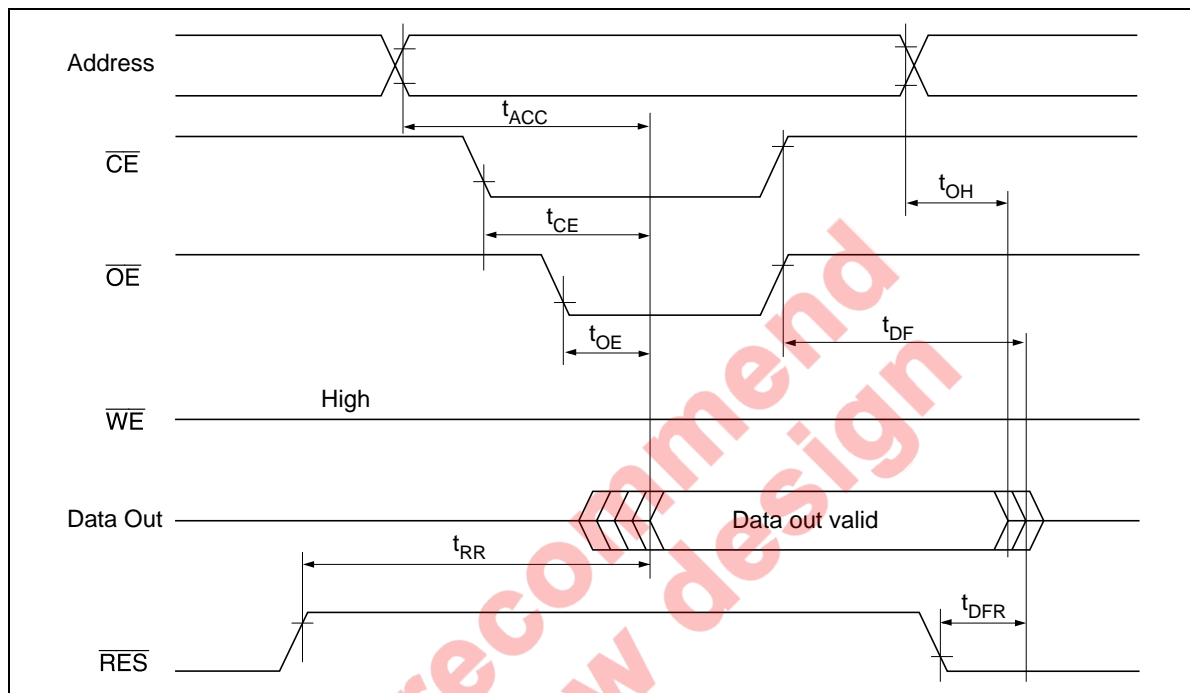 Address
tACC
CE
tOH
tCE
OE
tDF
tOE
High
WE
Data Out
Data out valid
tRR
tDFR
RES
recommend
w design